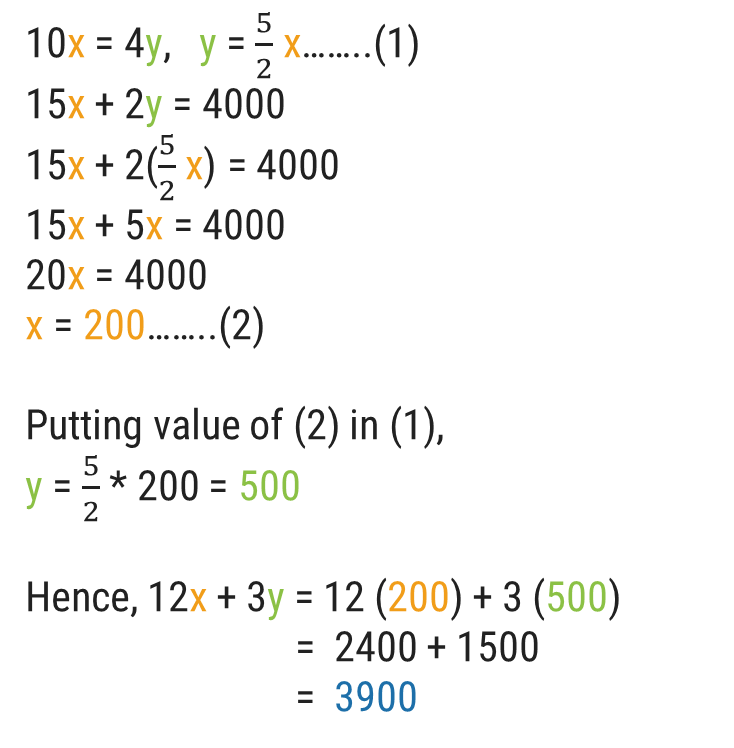 10x = 4y, y = 5/2 x……..(1)
15x + 2y = 4000
15x + 2(5/2 x) = 4000
15x + 5x = 4000
20x = 4000
x = 200……..(2)
Putting value of (2) in (1),
y = 5/2 * 200 = 500
Hence, 12x + 3y = 12 (200) + 3 (500)
= 2400 + 1500
= 3900